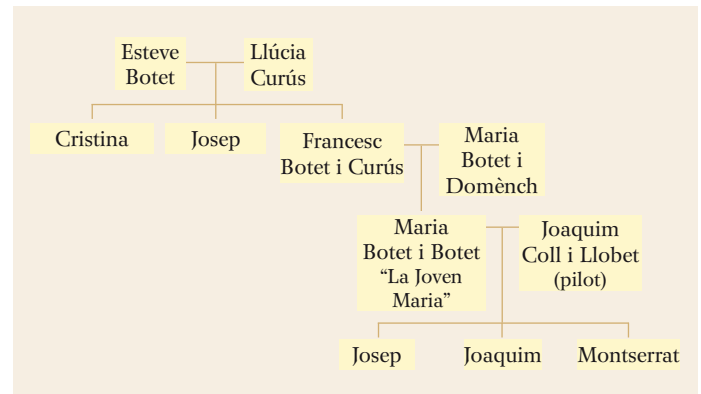 Esteve
Botet
Llúcia
Curús
Cristina
Josep
Francesc
Botet i Curús
Maria
Botet i
Domènch
Maria
Botet i Botet
“La Joven
Maria”
Joaquim
Coll i Llobet
(pilot)
Josep
Joaquim
Montserrat